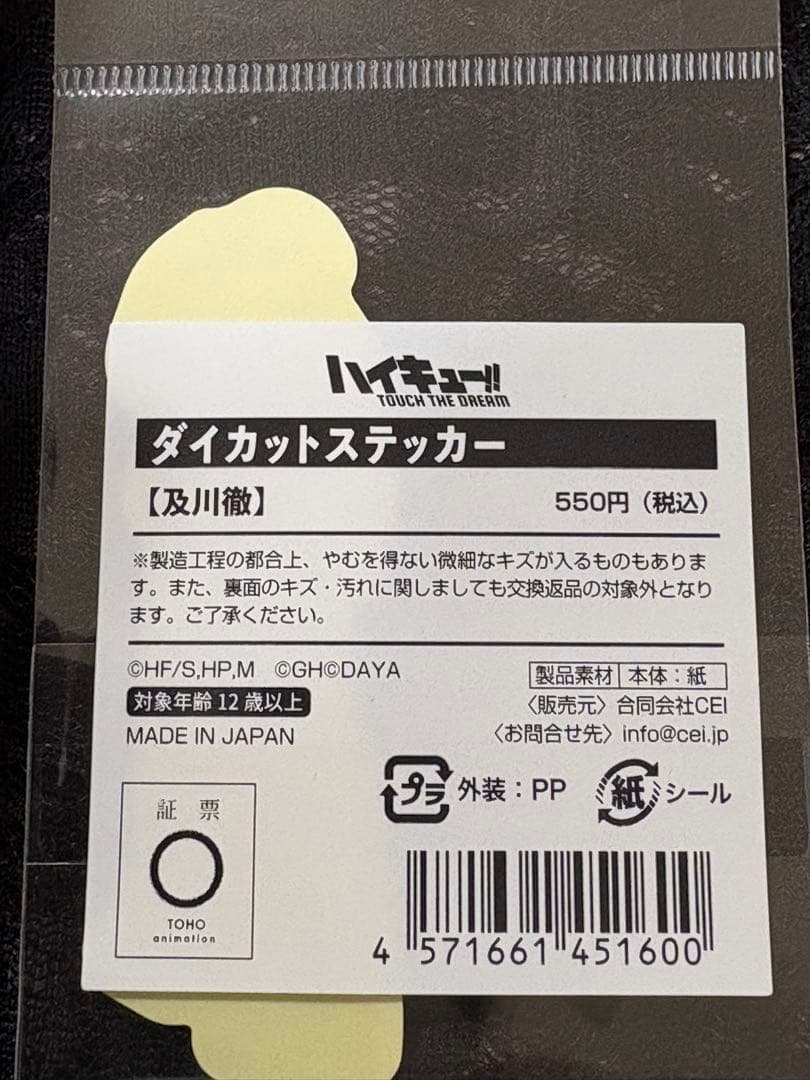 ハイキュー!!
TOUCH THE DREAM
ダイカットステッカー
【及川徹】 550円（税込）
※製造工程の都合上、やむを得ない微細なキズが入るものもありま
す。また、裏面のキズ・汚れに関しましても交換返品の対象外となり
ます。ご了承ください。
©HF/S,HP,M ©GH©DAYA
対象年齢12歳以上
MADE IN JAPAN
製品素材 本体：紙
〈販売元〉合同会社CEI
〈お問合せ先〉info@cei.jp
プラ 外装：PP 紙 シール
証票
TOHO
animation
4 571661 451600